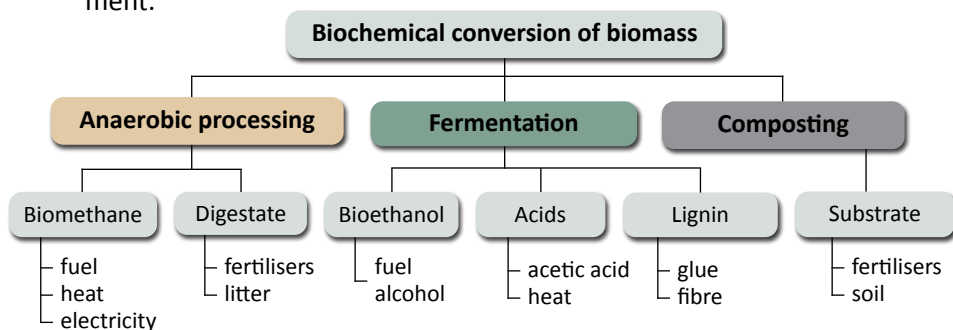 ment.
Biochemical conversion of biomass
Anaerobic processing
Fermentation
Composting
Biomethane
Digestate
Bioethanol
Acids
Lignin
Substrate
fuel
heat
electricity
fertilisers
litter
fuel
alcohol
acetic acid
heat
glue
fibre
fertilisers
soil